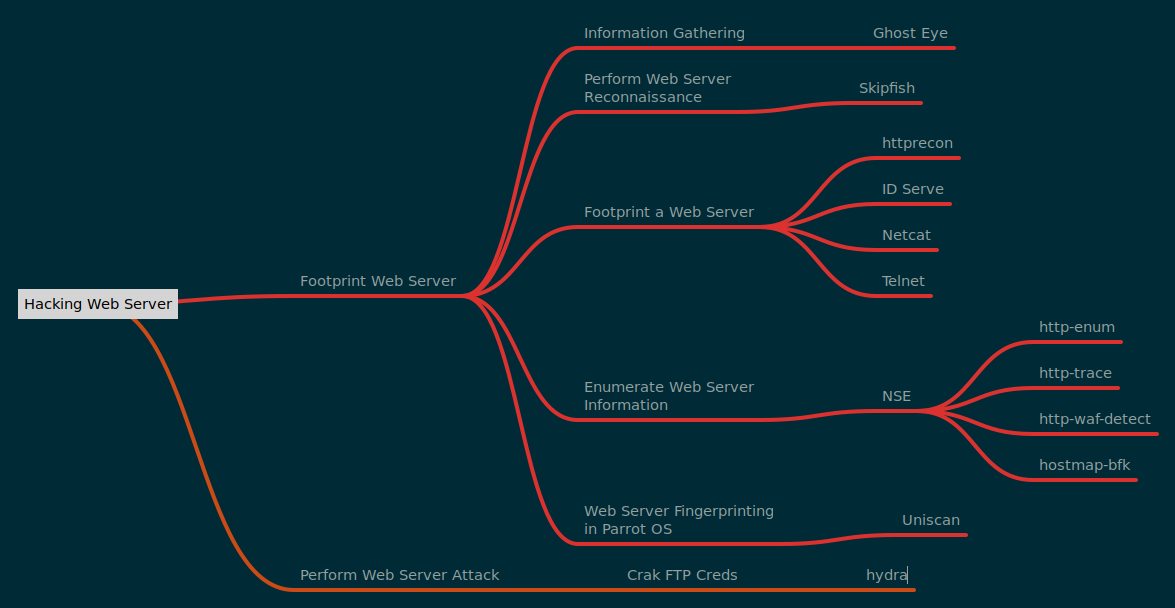 Information Gathering
Ghost Eye
Perform Web Server
Reconnaissance
Skipfish
httprecon
ID Serve
Footprint a Web Server
Netcat
Telnet
Footprint Web Server
Hacking Web Server
http-enum
http-trace
Enumerate Web Server
Information
NSE
http-waf-detect
hostmap-bfk
Web Server Fingerprinting
in Parrot OS
Uniscan
Perform Web Server Attack
Crak FTP Creds
hydra